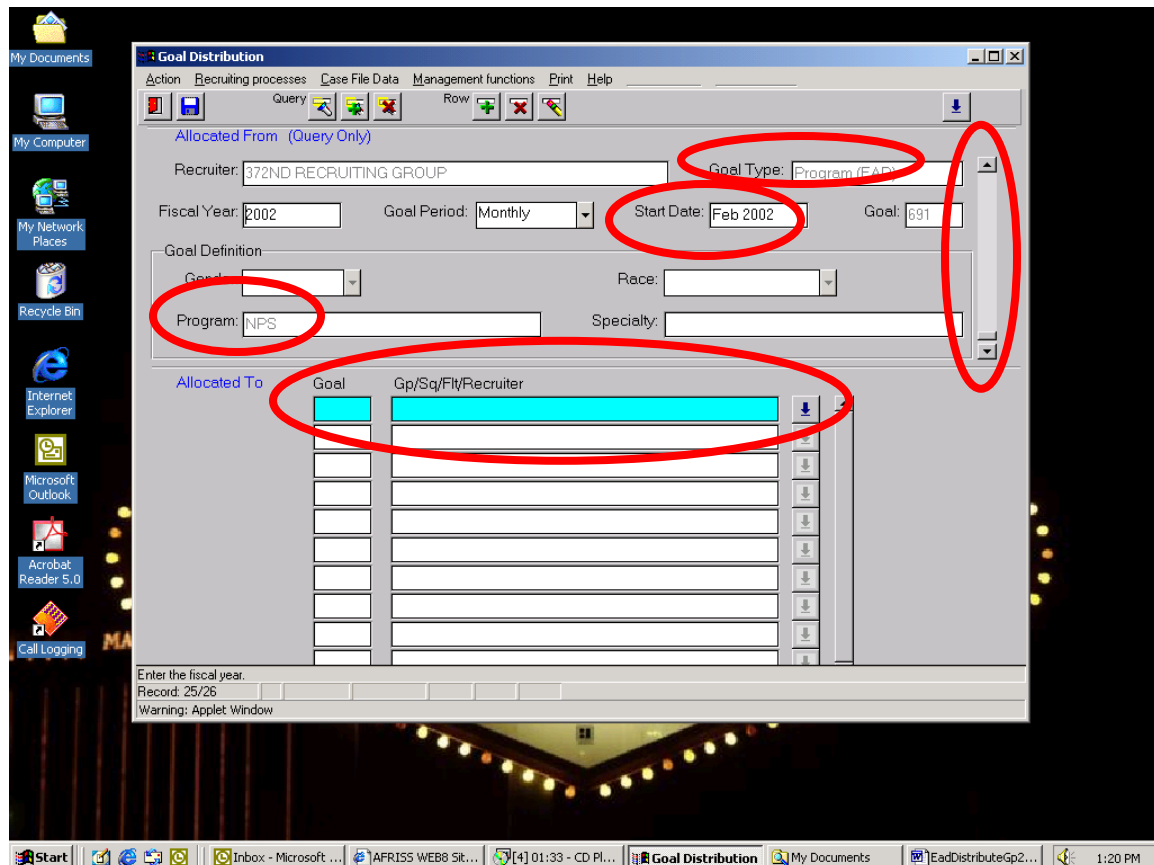 My Documents
My Computer
My Network
Places
Recycle Bin
Internet
Explorer
Microsoft
Outlook
Acrobat
Reader 5.0
Call Logging
Goal Distribution
Action Recruiting processes Case File Data Management functions Print Help
Query Row
Allocated From (Query Only)
Recruiter: 372ND RECRUITING GROUP Goal Type: Program (EAD)
Fiscal Year: 2002 Goal Period: Monthly Start Date: Feb 2002 Goal: 691
Goal Definition
Gender: Race:
Program: NPS Specialty:
Allocated To Goal Gp/Sq/Flt/Recruiter
Enter the fiscal year.
Record: 25/26
Warning: Applet Window
MA
Start Inbox - Microsoft ... AFRISS WEB8 Sit... [4] 01:33 - CD Pl... Goal Distribution My Documents EadDistributeGp2... 1:20 PM